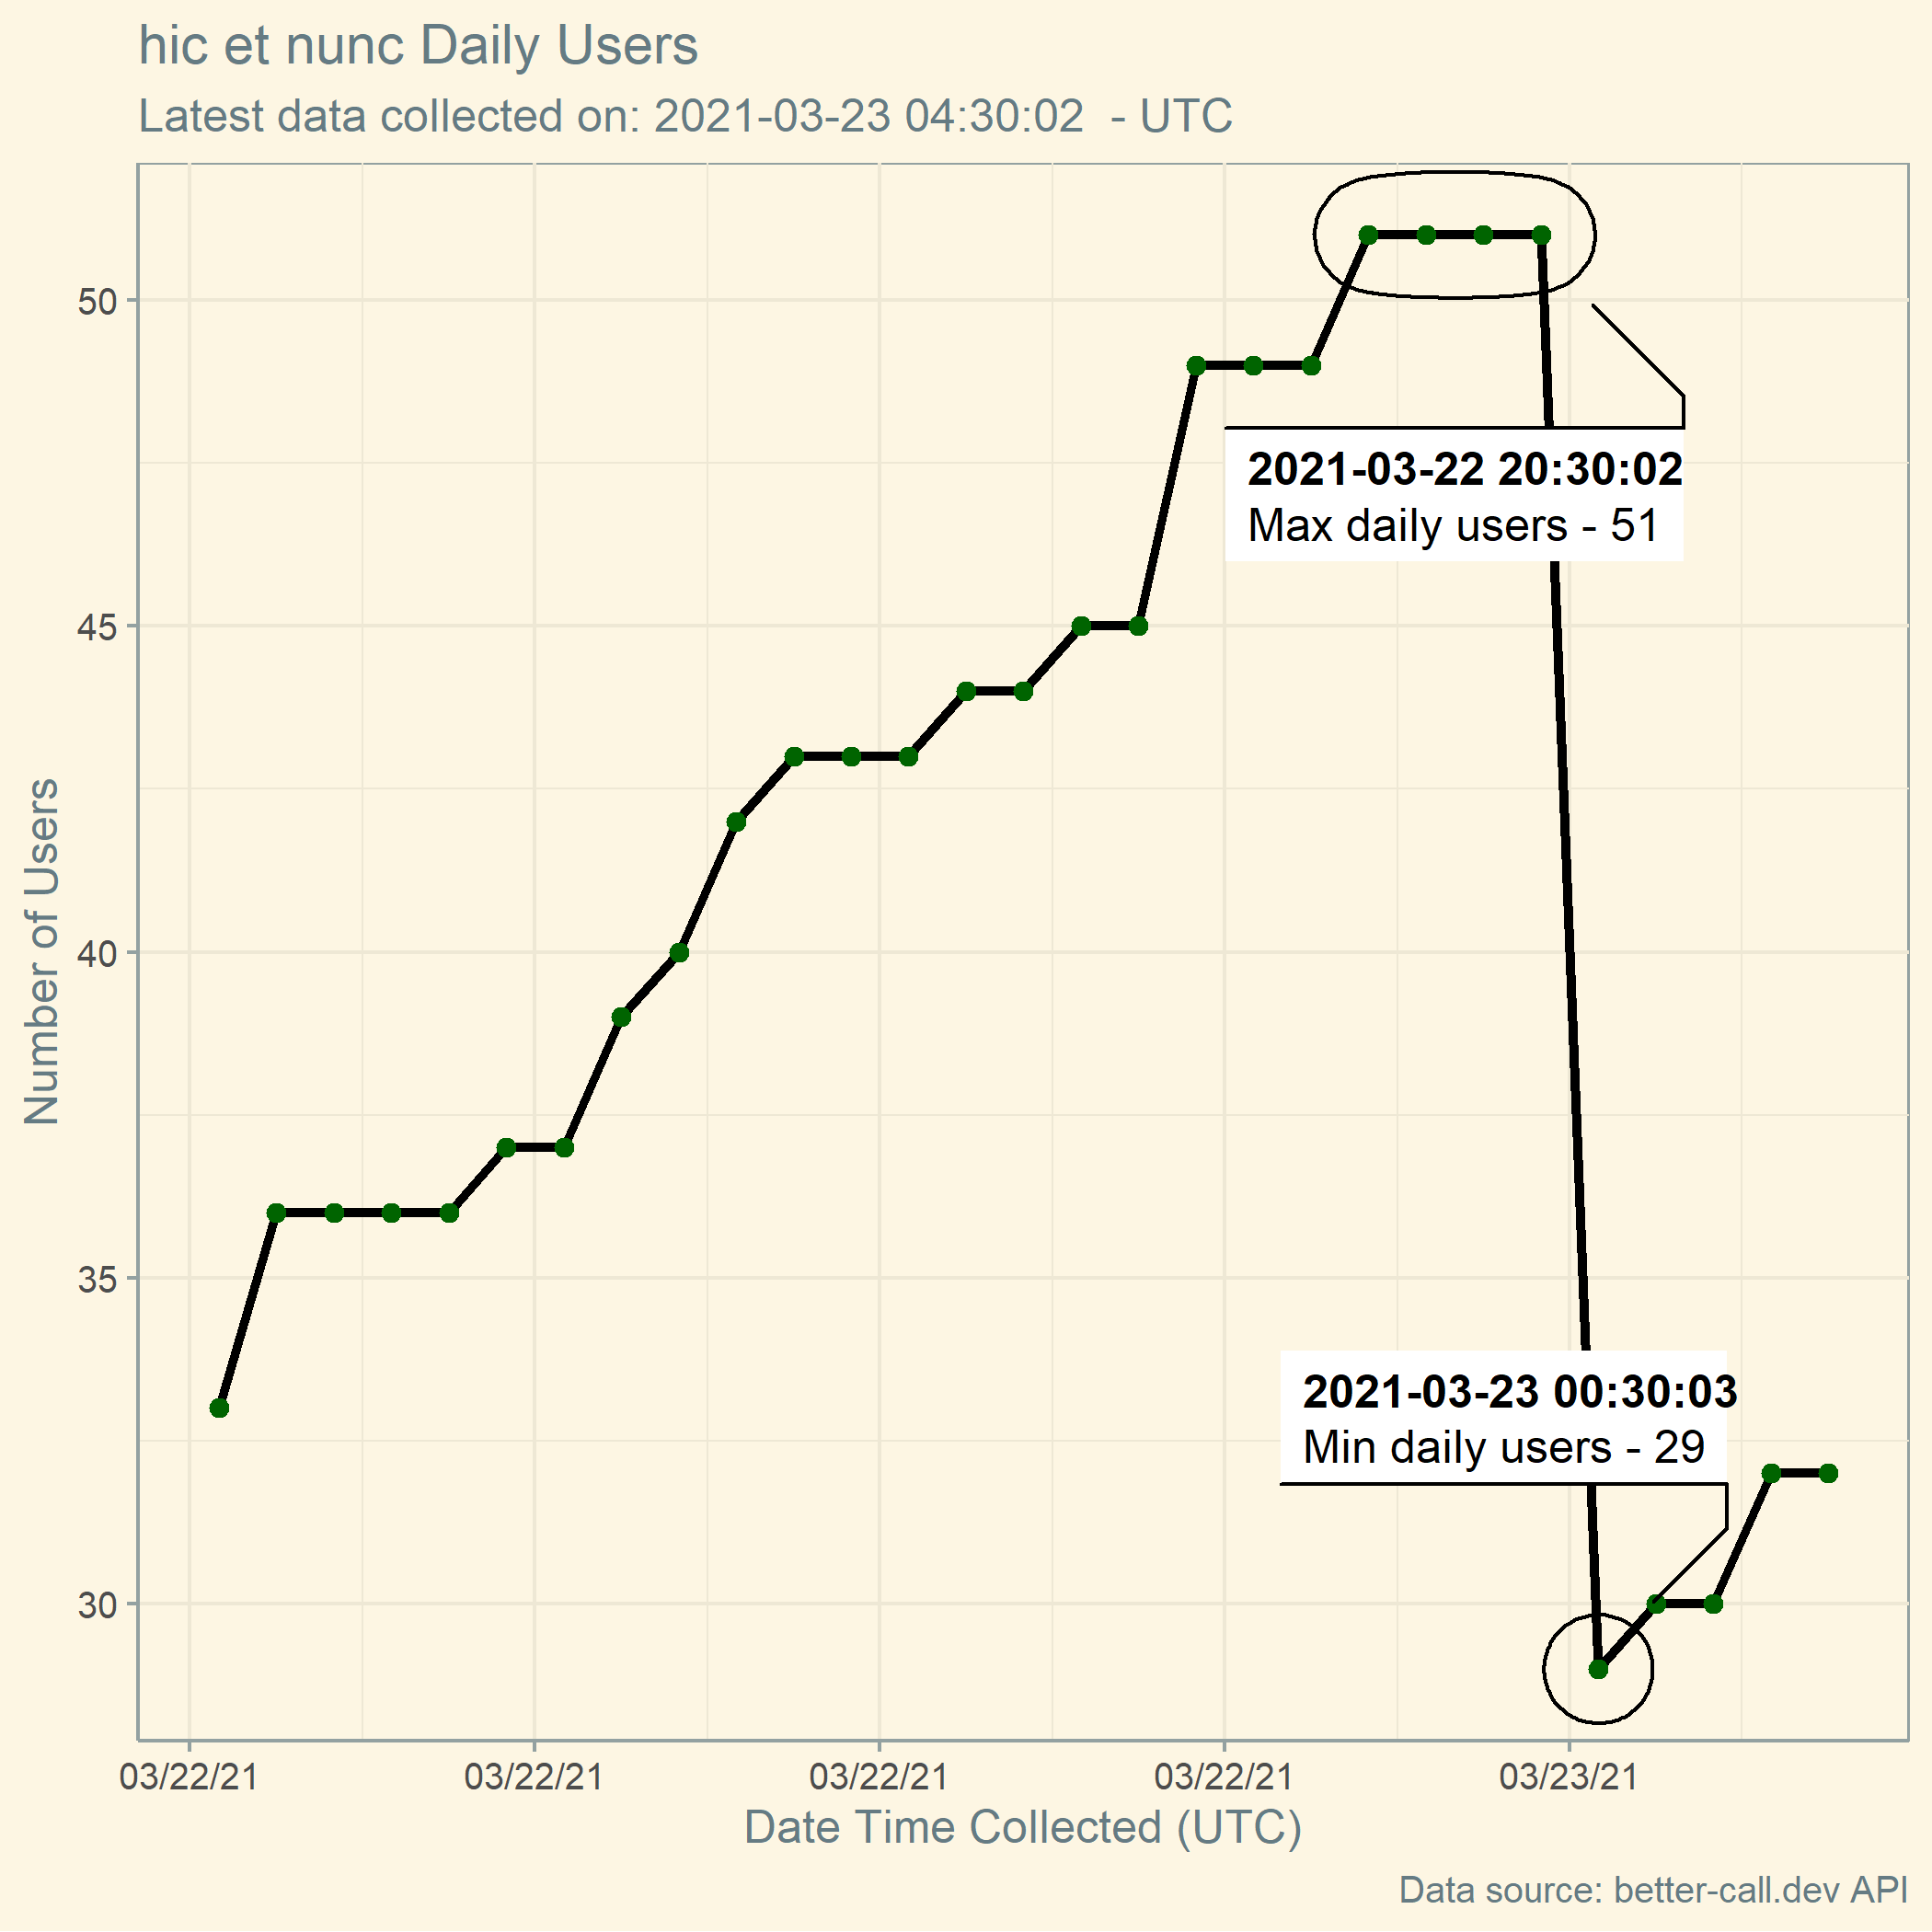 hic et nunc Daily Users
Latest data collected on: 2021-03-23 04:30:02  - UTC
Number of Users
50
45
40
35
30
2021-03-22 20:30:02
Max daily users - 51
2021-03-23 00:30:03
Min daily users - 29
03/22/21 03/22/21 03/22/21 03/22/21 03/23/21
Date Time Collected (UTC)
Data source: better-call.dev API